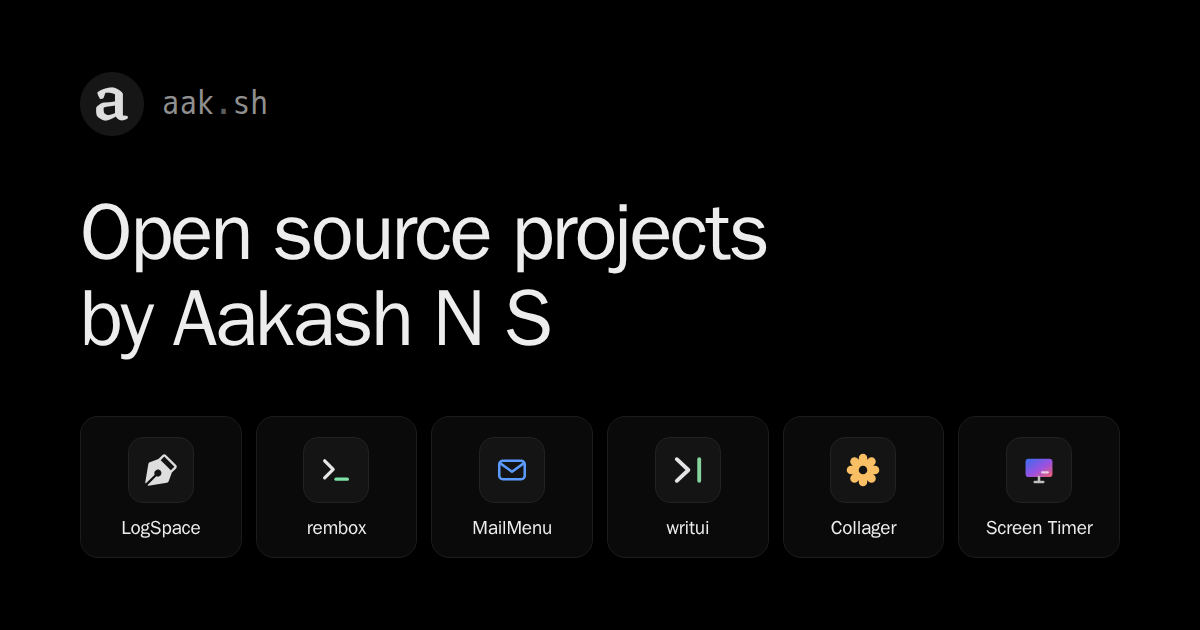 a aak.sh
Open source projects
by Aakash N S
LogSpace rembox MailMenu writui Collager Screen Timer